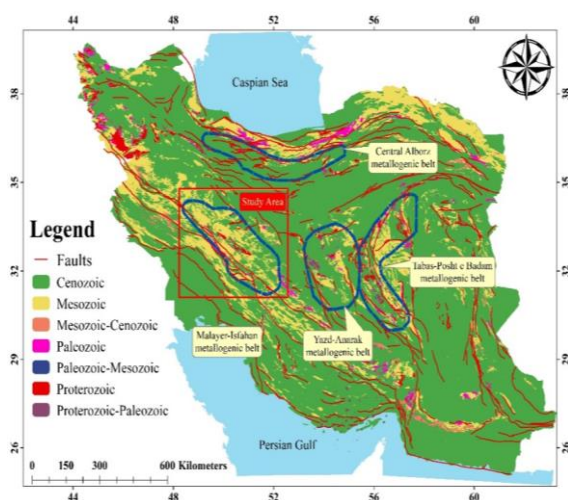 44 48 52 56 60
Caspian Sea
38
38
Central Alborz
metallogenic belt
35
35
Study Area
Legend
Faults
Cenozoic
Mesozoic
Mesozoic-Cenozoic
Paleozoic
Paleozoic-Mesozoic
Proterozoic
Proterozoic-Paleozoic
32
32
Tabas-Posht e Badam
metallogenic belt
Malayer-Isfahan
metallogenic belt
Yazd-Anarak
metallogenic belt
29
29
26
26
Persian Gulf
0 150 300 600 Kilometers
44 48 52 56 60